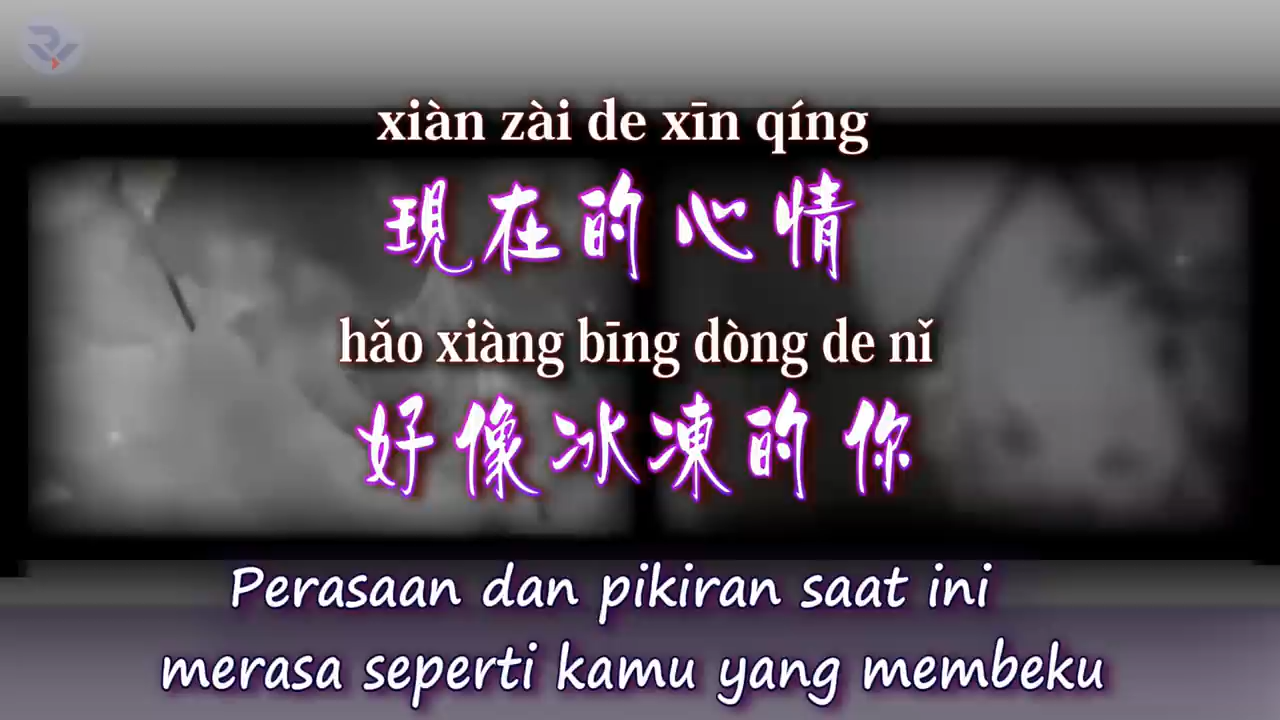 xiàn zài de xīn qíng
現在的心情
hǎo xiàng bīng dòng de nǐ
好像冰凍的你
Perasaan dan pikiran saat ini
merasa seperti kamu yang membeku